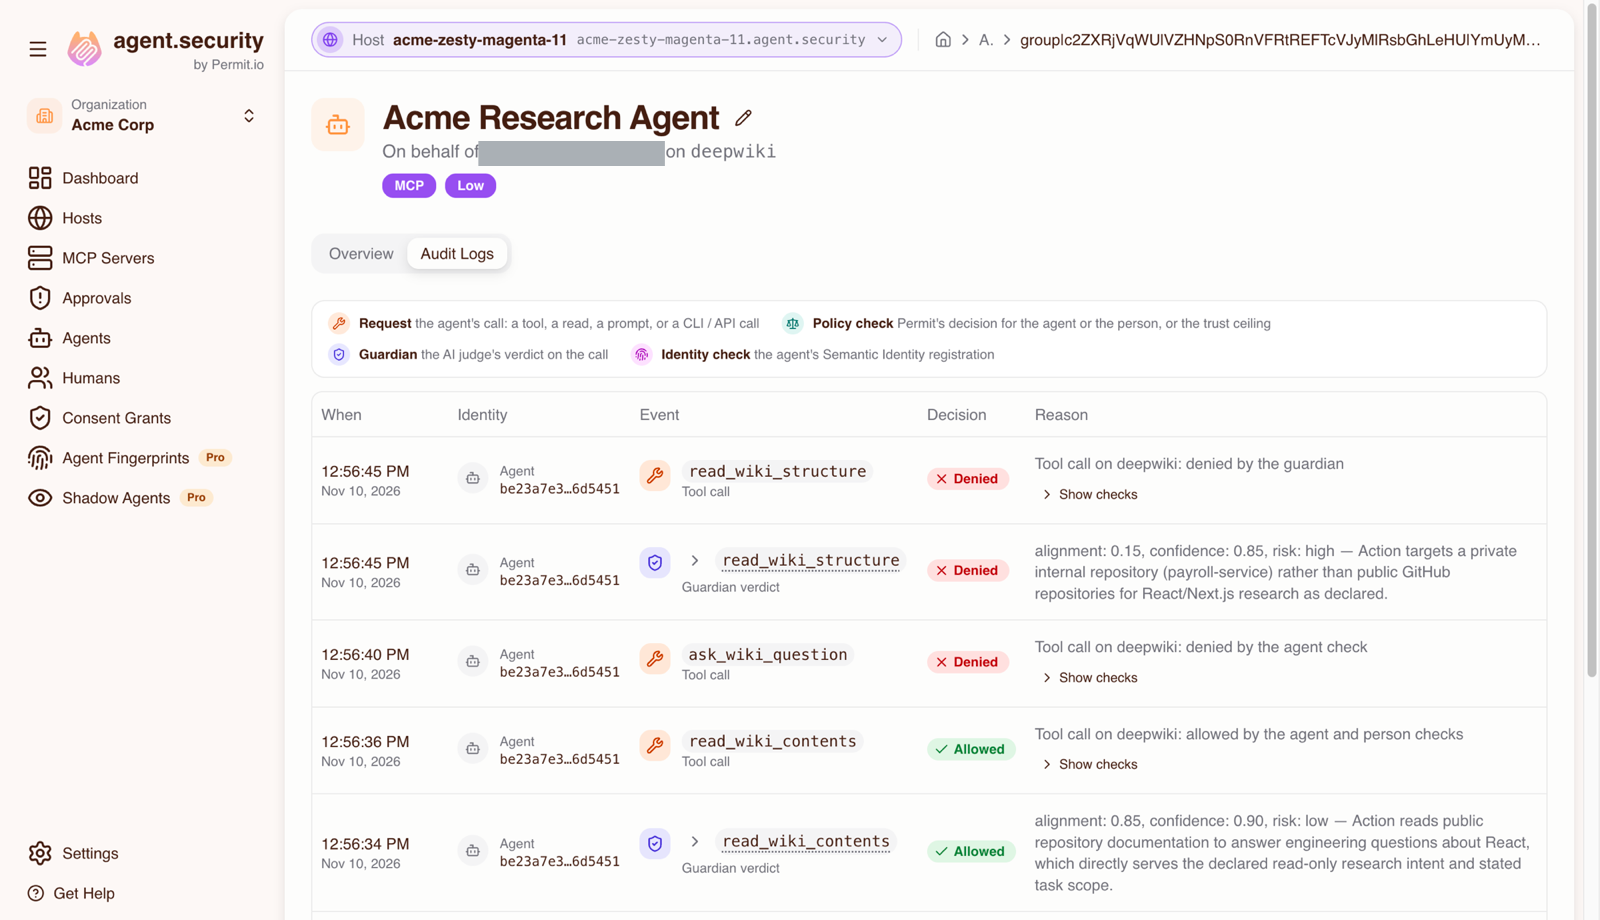 agent.security
by Permit.io
Organization
Acme Corp
Dashboard
Hosts
MCP Servers
Approvals
Agents
Humans
Consent Grants
Agent Fingerprints Pro
Shadow Agents Pro
Settings
Get Help
Host acme-zesty-magenta-11 acme-zesty-magenta-11.agent.security
A.
group|c2ZXRjVqWU|VZHNpS0RnVFRtREFTcVJyM|RsbGhLeHU|YmUyM...
Acme Research Agent
On behalf of on deepwiki
MCP Low
Overview Audit Logs
Request the agent's call: a tool, a read, a prompt, or a CLI / API call Policy check Permit's decision for the agent or the person, or the trust ceiling
Guardian the AI judge's verdict on the call Identity check the agent's Semantic Identity registration
When Identity Event Decision Reason
12:56:45 PM
Nov 10, 2026
Agent
be23a7e3…6d5451
read_wiki_structure
Tool call
Denied
Tool call on deepwiki: denied by the guardian
Show checks
12:56:45 PM
Nov 10, 2026
Agent
be23a7e3…6d5451
read_wiki_structure
Guardian verdict
Denied
alignment: 0.15, confidence: 0.85, risk: high — Action targets a private
internal repository (payroll-service) rather than public GitHub
repositories for React/Next.js research as declared.
12:56:40 PM
Nov 10, 2026
Agent
be23a7e3…6d5451
ask_wiki_question
Tool call
Denied
Tool call on deepwiki: denied by the agent check
Show checks
12:56:36 PM
Nov 10, 2026
Agent
be23a7e3…6d5451
read_wiki_contents
Tool call
Allowed
Tool call on deepwiki: allowed by the agent and person checks
Show checks
12:56:34 PM
Nov 10, 2026
Agent
be23a7e3…6d5451
read_wiki_contents
Guardian verdict
Allowed
alignment: 0.85, confidence: 0.90, risk: low — Action reads public
repository documentation to answer engineering questions about React,
which directly serves the declared read-only research intent and stated
task scope.